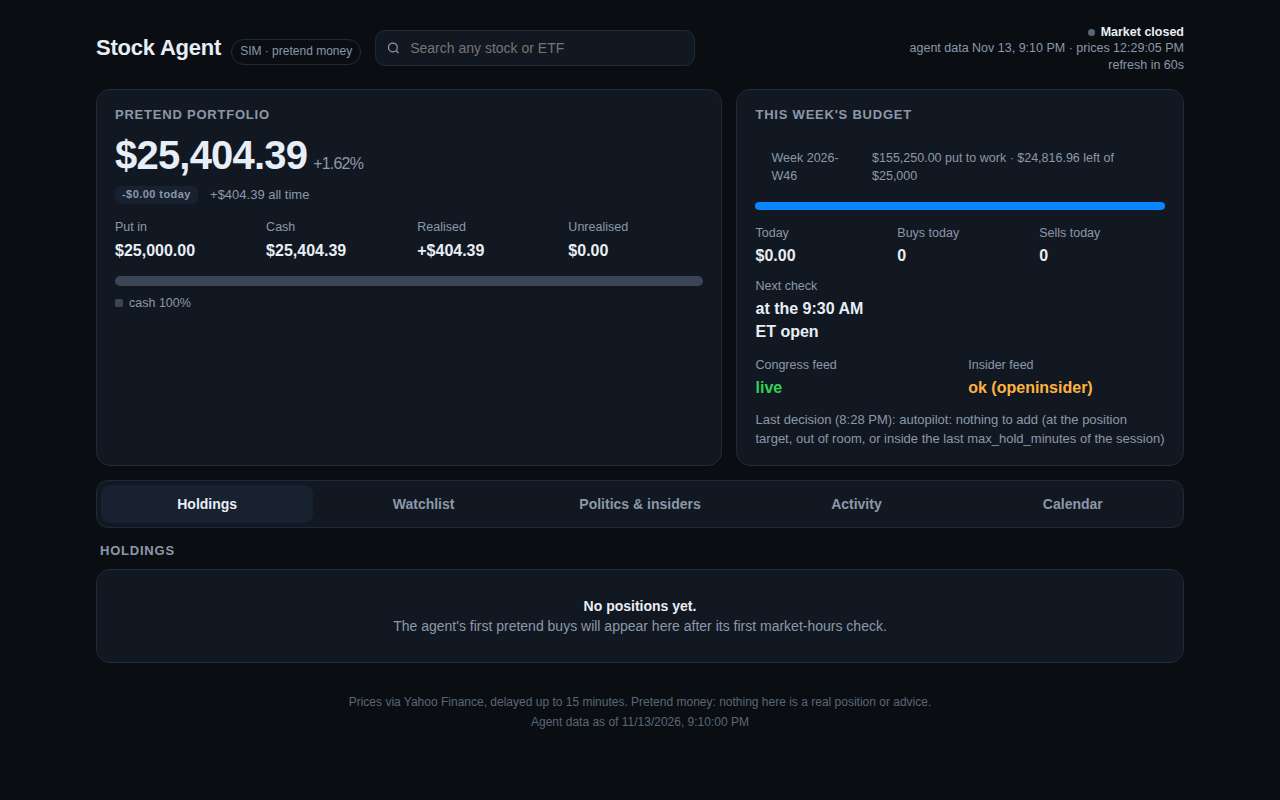 Stock Agent
SIM · pretend money
Search any stock or ETF
Market closed
agent data Nov 13, 9:10 PM · prices 12:29:05 PM
refresh in 60s
PRETEND PORTFOLIO
$25,404.39 +1.62%
-$0.00 today +$404.39 all time
Put in Cash Realised Unrealised
$25,000.00 $25,404.39 +$404.39 $0.00
cash 100%
THIS WEEK'S BUDGET
Week 2026-
W46
$155,250.00 put to work · $24,816.96 left of
$25,000
Today Buys today Sells today
$0.00 0 0
Next check
at the 9:30 AM
ET open
Congress feed Insider feed
live ok (openinsider)
Last decision (8:28 PM): autopilot: nothing to add (at the position
target, out of room, or inside the last max_hold_minutes of the session)
Holdings Watchlist Politics & insiders Activity Calendar
HOLDINGS
No positions yet.
The agent's first pretend buys will appear here after its first market-hours check.
Prices via Yahoo Finance, delayed up to 15 minutes. Pretend money: nothing here is a real position or advice.
Agent data as of 11/13/2026, 9:10:00 PM